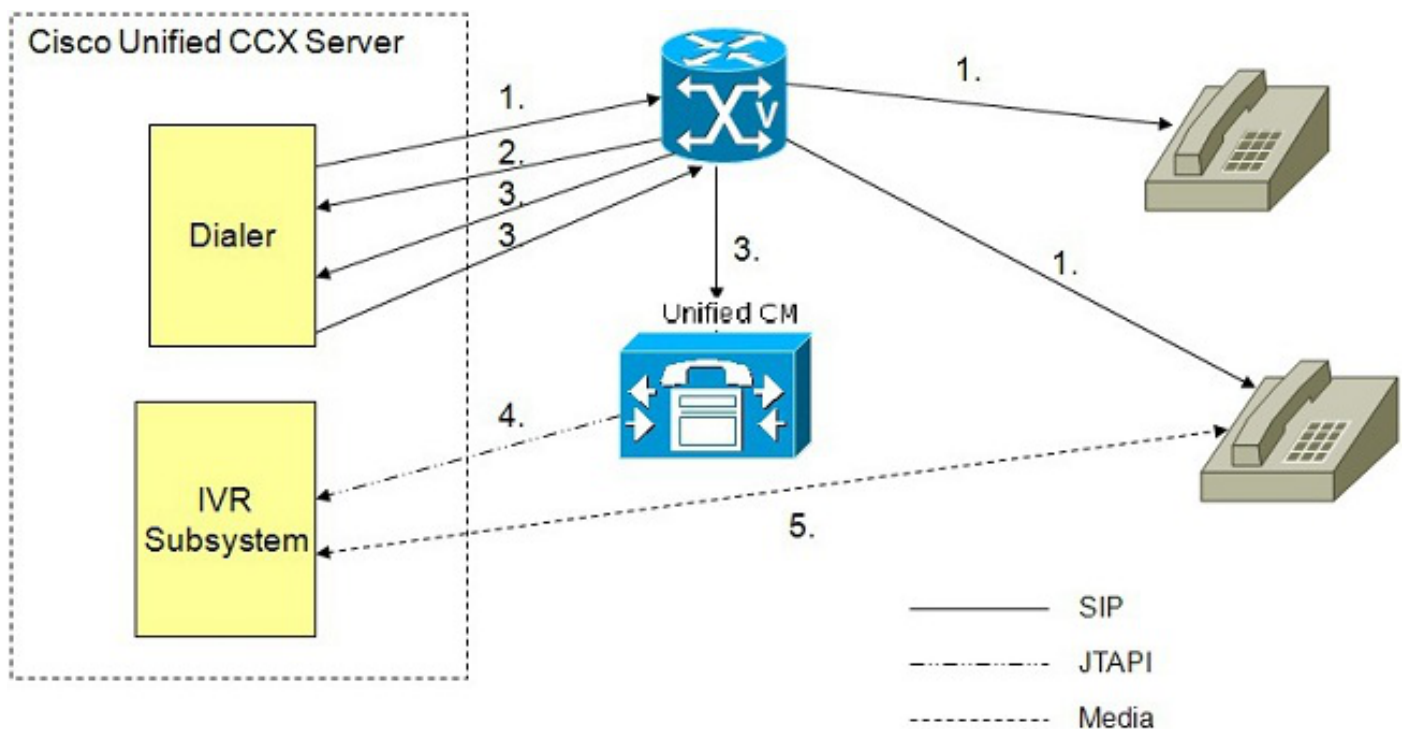 Cisco Unified CCX Server
1.
1.
2.
3.
Dialer
3.
3.
1.
Unified CM
4.
IVR
Subsystem
5.
SIP
JTAPI
Media
V